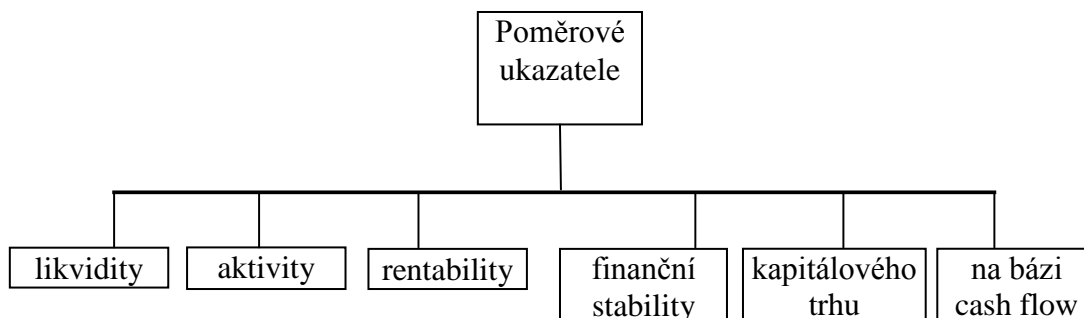 Poměrové
ukazatele
likvidity
aktivity
rentability
finanční
stability
kapitálového
trhu
na bázi
cash flow